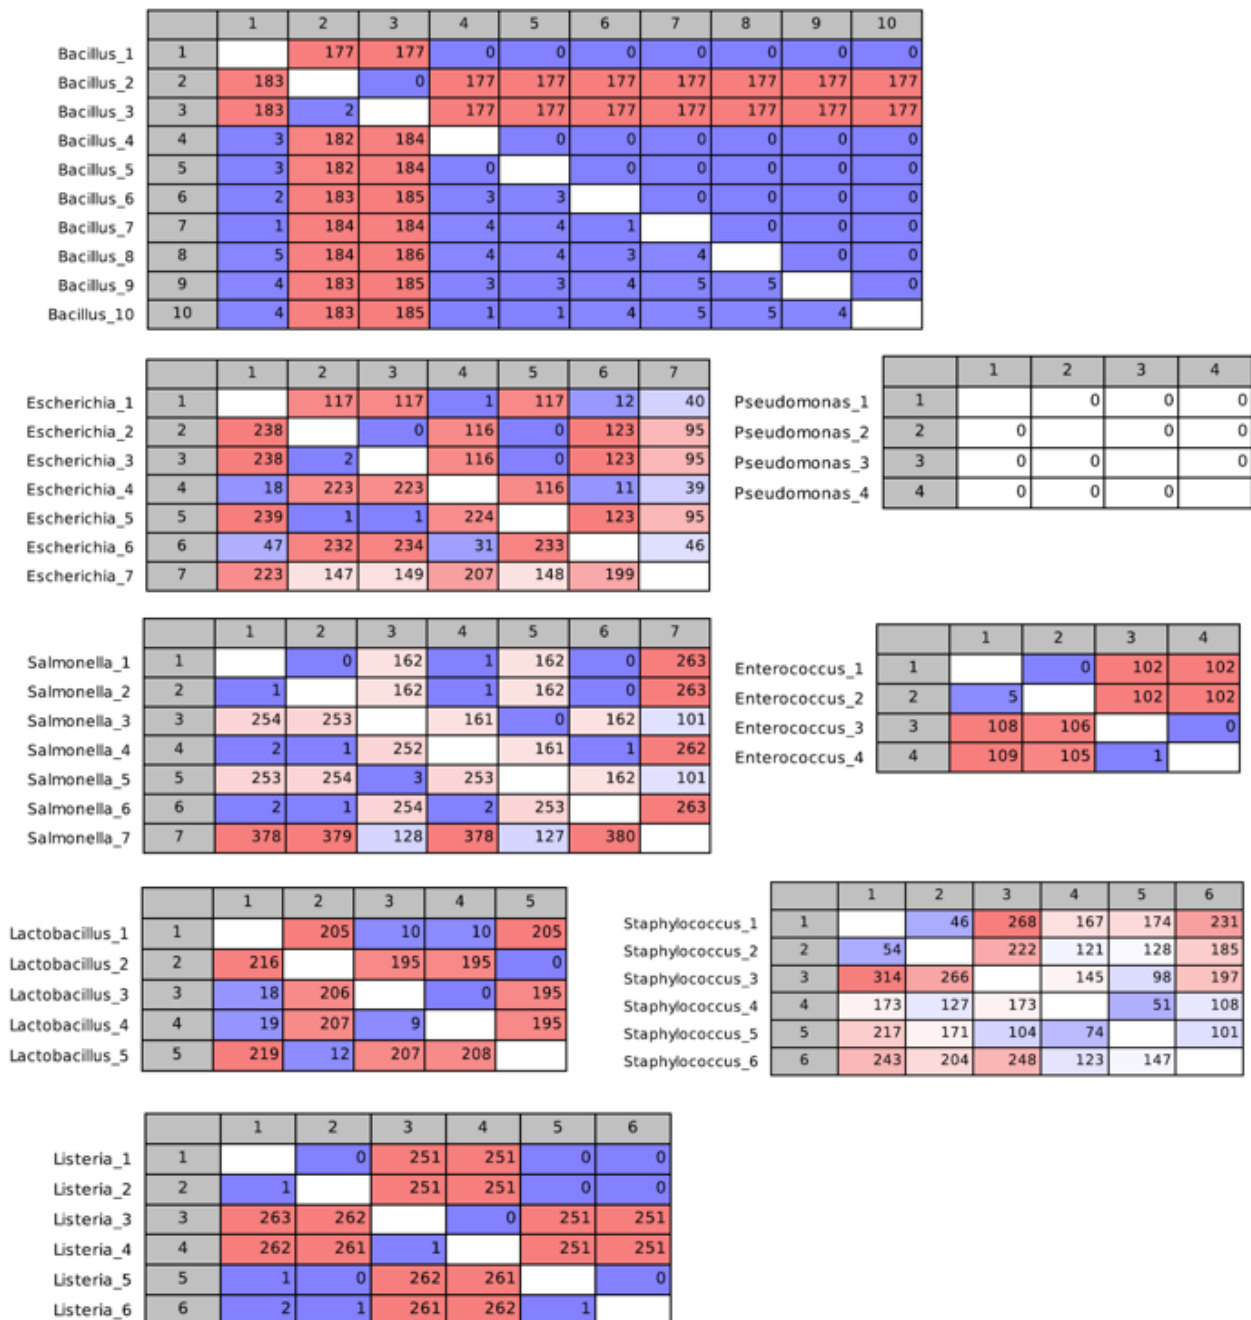 1 2 3 4 5 6 7 8 9 10
Bacillus_1 1 177 177 0 0 0 0 0 0 0
Bacillus_2 2 183 0 177 177 177 177 177 177 177
Bacillus_3 3 183 2 177 177 177 177 177 177 177
Bacillus_4 4 3 182 184 0 0 0 0 0 0
Bacillus_5 5 3 182 184 0 0 0 0 0 0
Bacillus_6 6 2 183 185 3 3 0 0 0 0
Bacillus_7 7 1 184 184 4 4 1 0 0 0
Bacillus_8 8 5 184 186 4 4 3 4 0 0
Bacillus_9 9 4 183 185 3 3 4 5 5 0
Bacillus_10 10 4 183 185 1 1 4 5 5 4
1 2 3 4 5 6 7
Escherichia_1 1 117 117 1 117 12 40
Escherichia_2 2 238 0 116 0 123 95
Escherichia_3 3 238 2 116 0 123 95
Escherichia_4 4 18 223 223 116 11 39
Escherichia_5 5 239 1 1 224 123 95
Escherichia_6 6 47 232 234 31 233 46
Escherichia_7 7 223 147 149 207 148 199
1 2 3 4
Pseudomonas_1 1 0 0 0
Pseudomonas_2 2 0 0 0
Pseudomonas_3 3 0 0 0
Pseudomonas_4 4 0 0 0
1 2 3 4 5 6 7
Salmonella_1 1 0 162 1 162 0 263
Salmonella_2 2 1 162 1 162 0 263
Salmonella_3 3 254 253 161 0 162 101
Salmonella_4 4 2 1 252 161 1 262
Salmonella_5 5 253 254 3 253 162 101
Salmonella_6 6 2 1 254 2 253 263
Salmonella_7 7 378 379 128 378 127 380
1 2 3 4
Enterococcus_1 1 0 102 102
Enterococcus_2 2 5 102 102
Enterococcus_3 3 108 106 0
Enterococcus_4 4 109 105 1
1 2 3 4 5
Lactobacillus_1 1 205 10 10 205
Lactobacillus_2 2 216 195 195 0
Lactobacillus_3 3 18 206 0 195
Lactobacillus_4 4 19 207 9 195
Lactobacillus_5 5 219 12 207 208
1 2 3 4 5 6
Staphylococcus_1 1 46 268 167 174 231
Staphylococcus_2 2 54 222 121 128 185
Staphylococcus_3 3 314 266 145 98 197
Staphylococcus_4 4 173 127 173 51 108
Staphylococcus_5 5 217 171 104 74 101
Staphylococcus_6 6 243 204 248 123 147
1 2 3 4 5 6
Listeria_1 1 0 251 251 0 0
Listeria_2 2 1 251 251 0 0
Listeria_3 3 263 262 0 251 251
Listeria_4 4 262 261 1 251 251
Listeria_5 5 1 0 262 261 0
Listeria_6 6 2 1 261 262 1